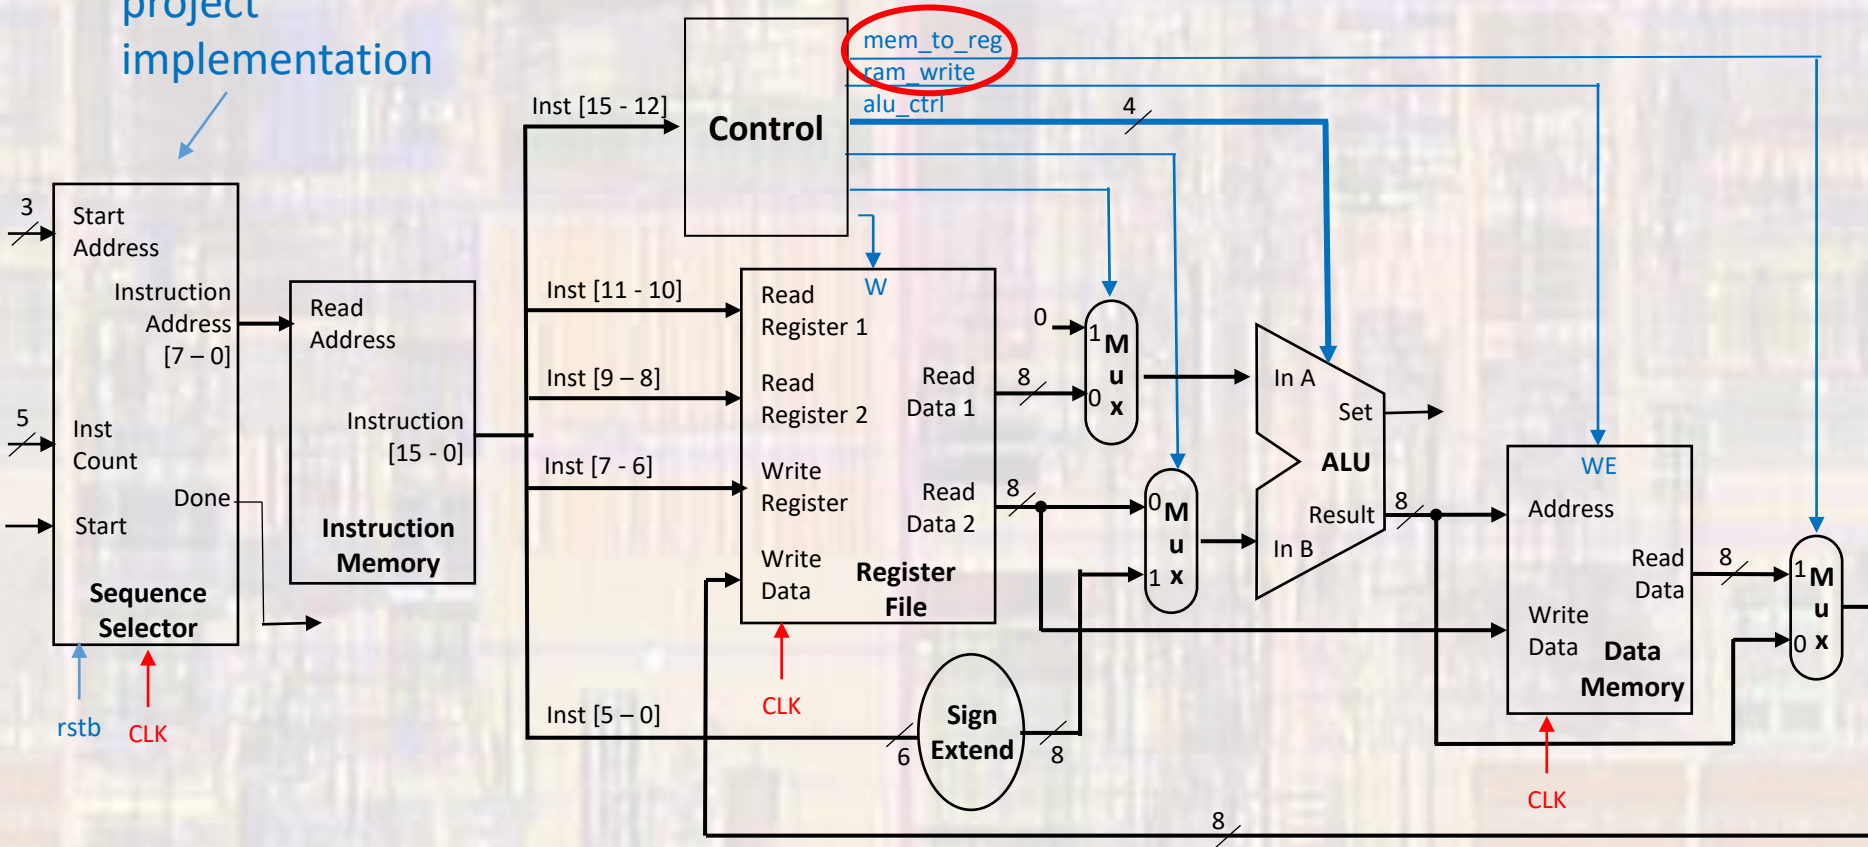 project
implementation
mem_to_reg
ram_write
alu_ctrl
4
Inst [15 - 12]
Control
3
Start
Address
Instruction
Address
[7 – 0]
5
Inst
Count
Done
Start
Sequence
Selector
rstb
CLK
Read
Address
Instruction
[15 - 0]
Instruction
Memory
Inst [11 - 10]
Inst [9 – 8]
Inst [7 - 6]
Inst [5 – 0]
W
Read
Register 1
Read
Register 2
Write
Register
Write
Data
Read
Data 1
Read
Data 2
Register
File
CLK
8
8
0
1
0
M
u
x
0
1
M
u
x
6
Sign
Extend
8
In A
Set
ALU
Result
In B
8
WE
Address
Read
Data
Write
Data
Data
Memory
CLK
8
1
0
M
u
x
8